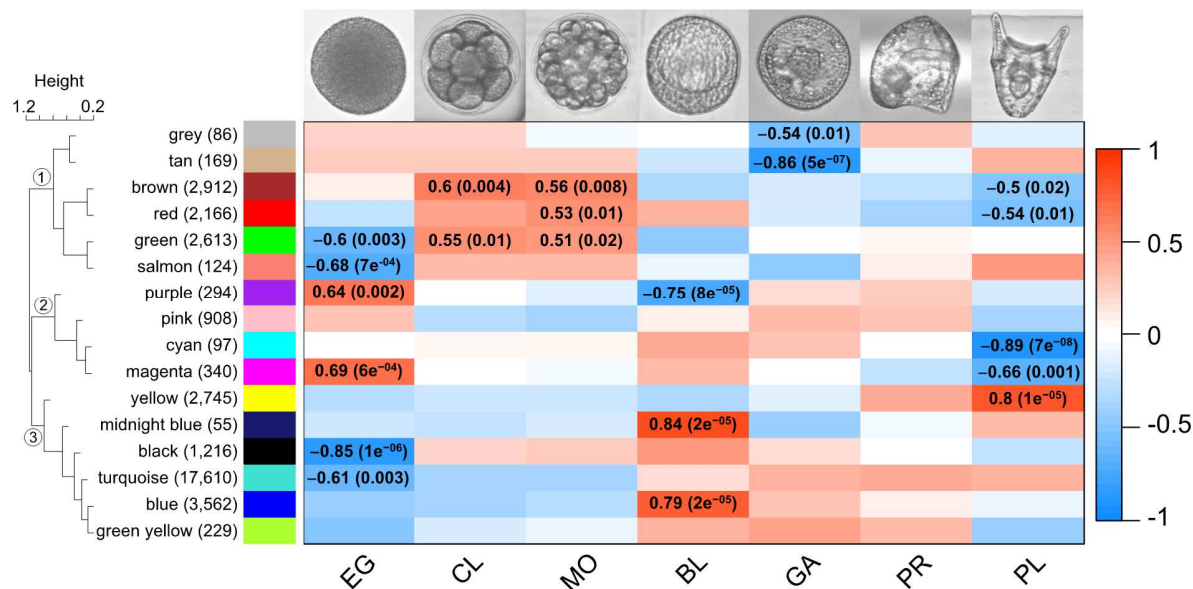 Height
1.2 0.2
1
2
3
grey (86) −0.54 (0.01)
tan (169) −0.86 (5e−07)
brown (2,912) 0.6 (0.004) 0.56 (0.008) −0.5 (0.02)
red (2,166) 0.53 (0.01) −0.54 (0.01)
green (2,613) −0.6 (0.003) 0.55 (0.01) 0.51 (0.02)
salmon (124) −0.68 (7e-04)
purple (294) 0.64 (0.002) −0.75 (8e−05)
pink (908)
cyan (97) −0.89 (7e−08)
magenta (340) 0.69 (6e−04) −0.66 (0.001)
yellow (2,745) 0.8 (1e−05)
midnight blue (55) 0.84 (2e−05)
black (1,216) −0.85 (1e−06)
turquoise (17,610) −0.61 (0.003)
blue (3,562) 0.79 (2e−05)
green yellow (229)
EG CL MO BL GA PR PL
1
0.5
0
-0.5
-1